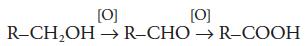 [O] [O]
R–CH₂OH → R–CHO → R–COOH